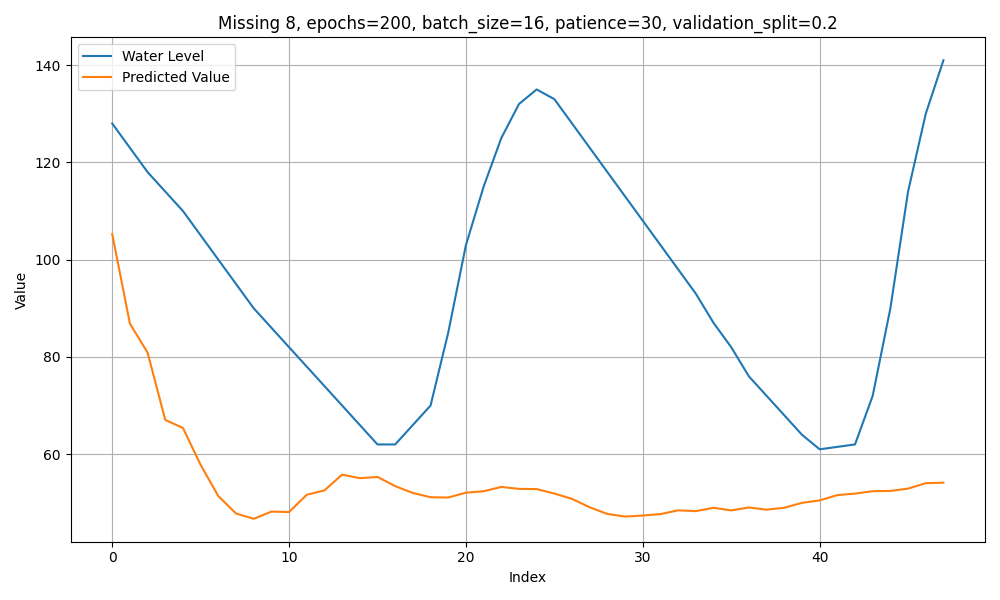 Missing 8, epochs=200, batch_size=16, patience=30, validation_split=0.2
Water Level
Predicted Value
140
120
100
80
60
Value
0 10 20 30 40
Index